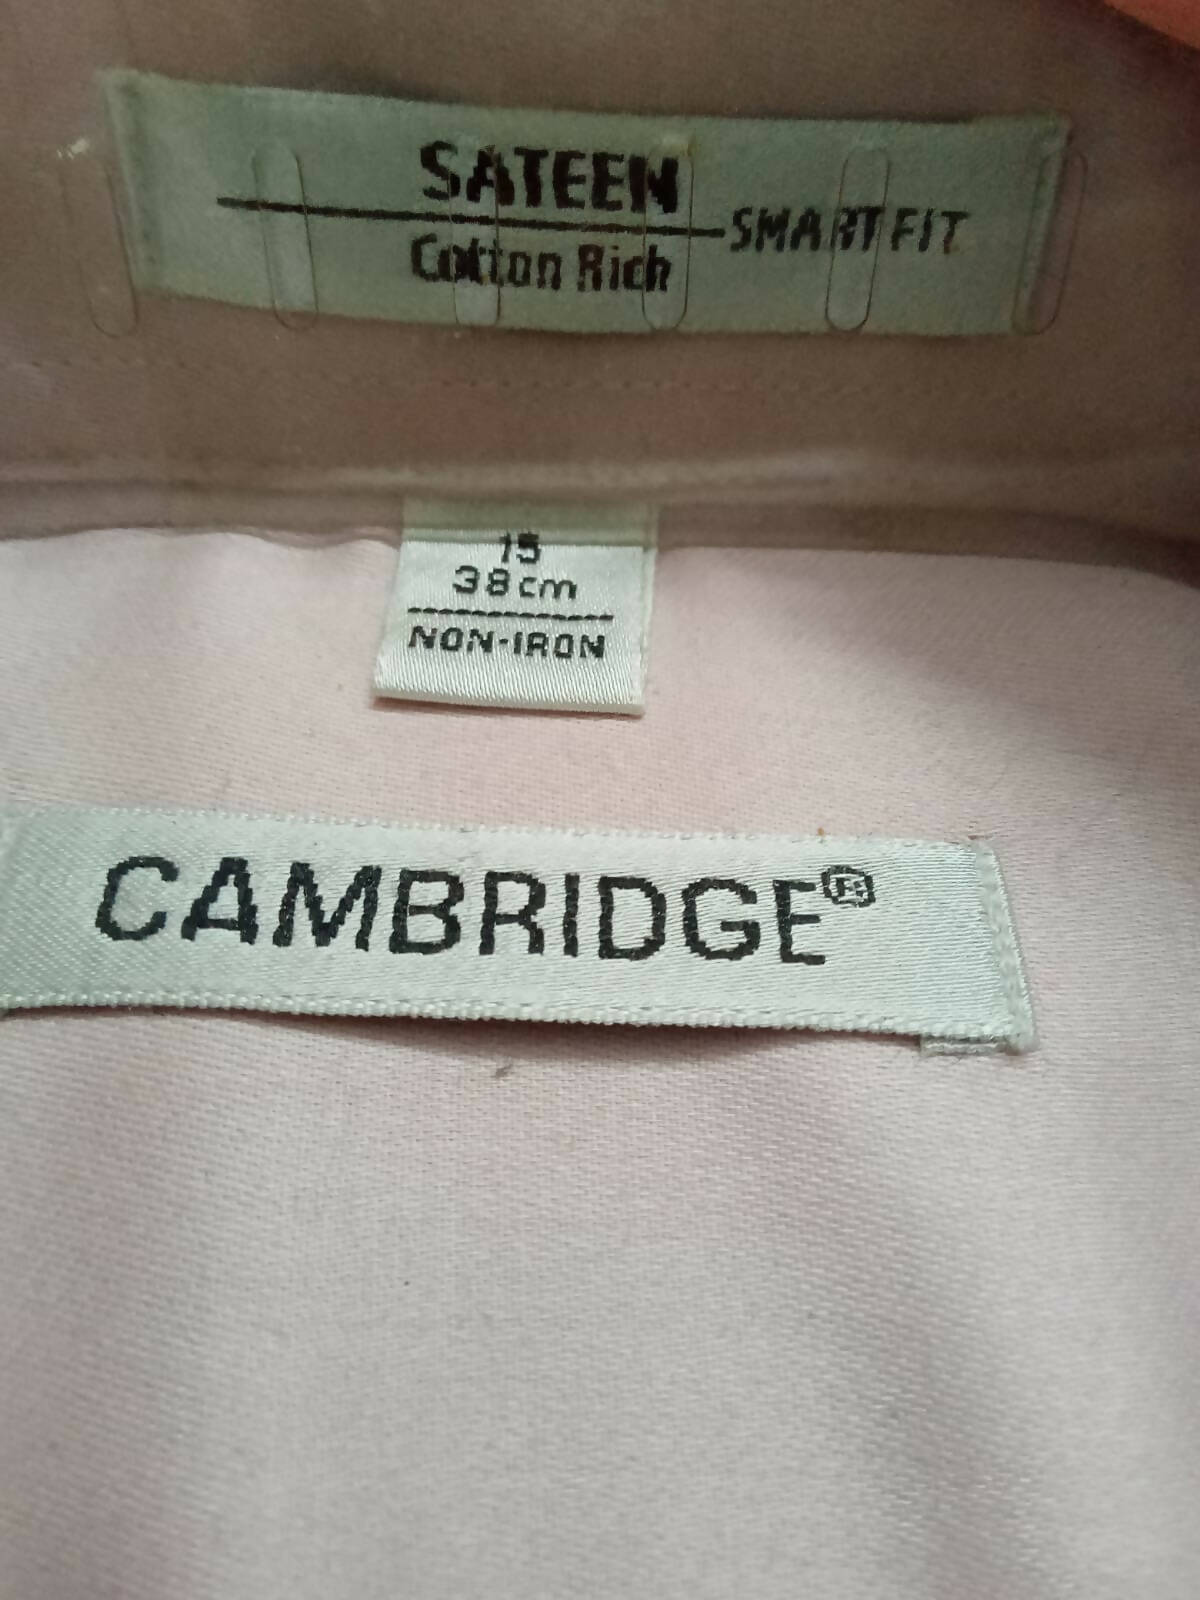 SATEEN
SMART FIT
Cotton Rich
15
38cm
NON-IRON
CAMBRIDGE®